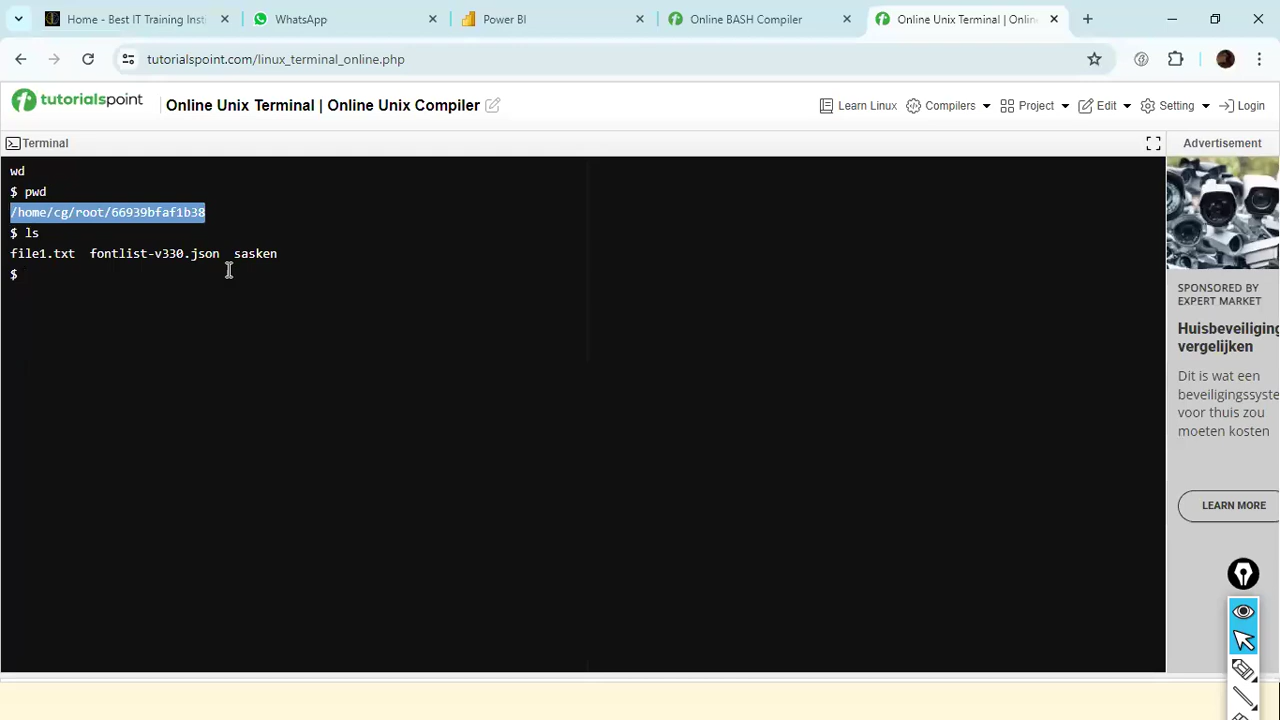 Home - Best IT Training Insti
WhatsApp
Power BI
Online BASH Compiler
Online Unix Terminal | Onlin
tutorialspoint.com/linux_terminal_online.php
tutorialspoint
Online Unix Terminal | Online Unix Compiler
Learn Linux
Compilers
Project
Edit
Setting
Login
Terminal
Advertisement
wd
$ pwd
/home/cg/root/66939bfaf1b38
$ ls
file1.txt fontlist-v330.json sasken
$
SPONSORED BY
EXPERT MARKET
Huisbeveiliging
vergelijken
Dit is wat een
beveiligingssyste
voor thuis zou
moeten kosten
LEARN MORE